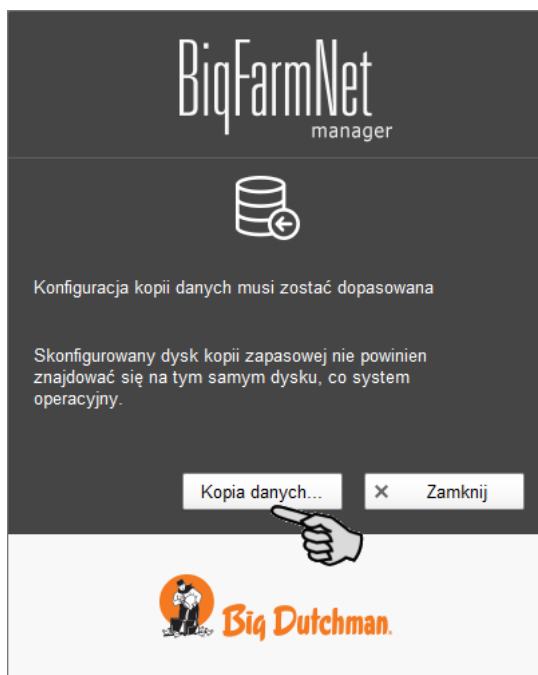 BigFarmNet
manager
Konfiguracja kopii danych musi zostać dopasowana
Skonfigurowany dysk kopii zapasowej nie powinien
znajdować się na tym samym dysku, co system
operacyjny.
Kopia danych...
Zamknij
Big Dutchman.